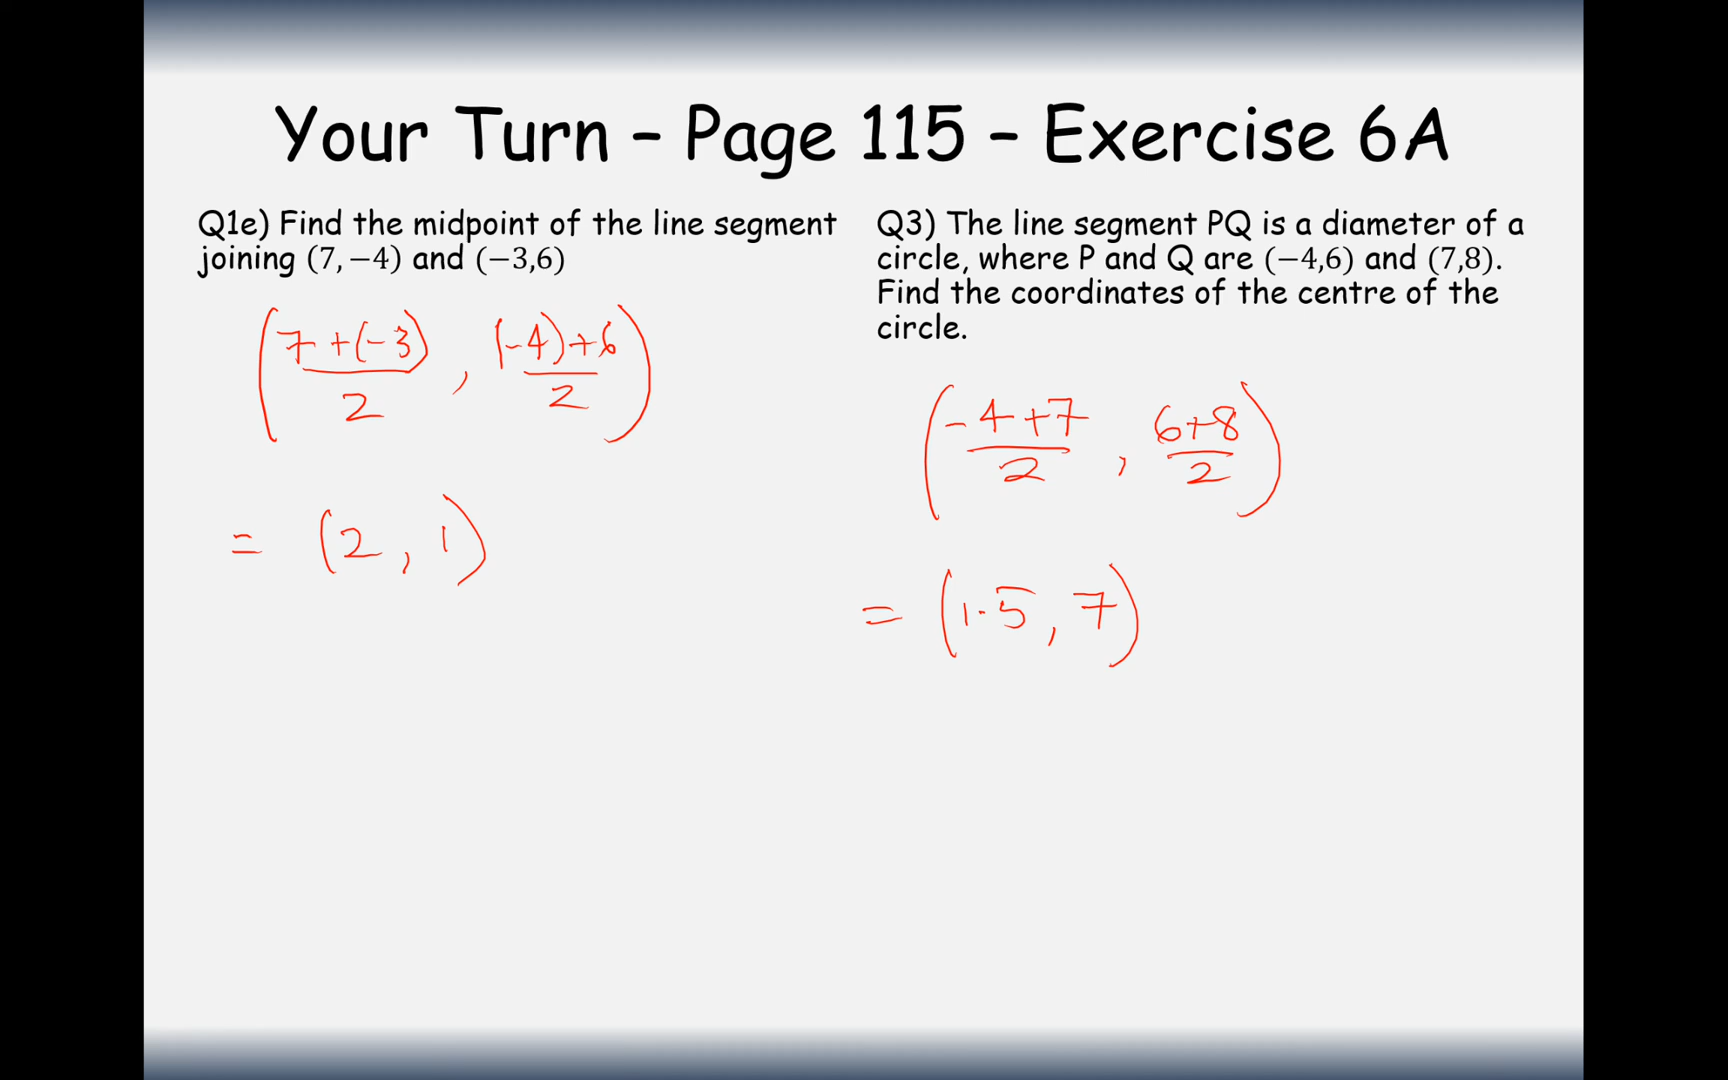 Your Turn – Page 115 – Exercise 6A
Q1e) Find the midpoint of the line segment
joining (7, −4) and (−3,6)
(7 + (-3)/2 , (-4) + 6/2)
= (2 , 1)
Q3) The line segment PQ is a diameter of a
circle, where P and Q are (−4,6) and (7,8).
Find the coordinates of the centre of the
circle.
(-4 + 7/2 , 6 + 8/2)
= (1·5 , 7)